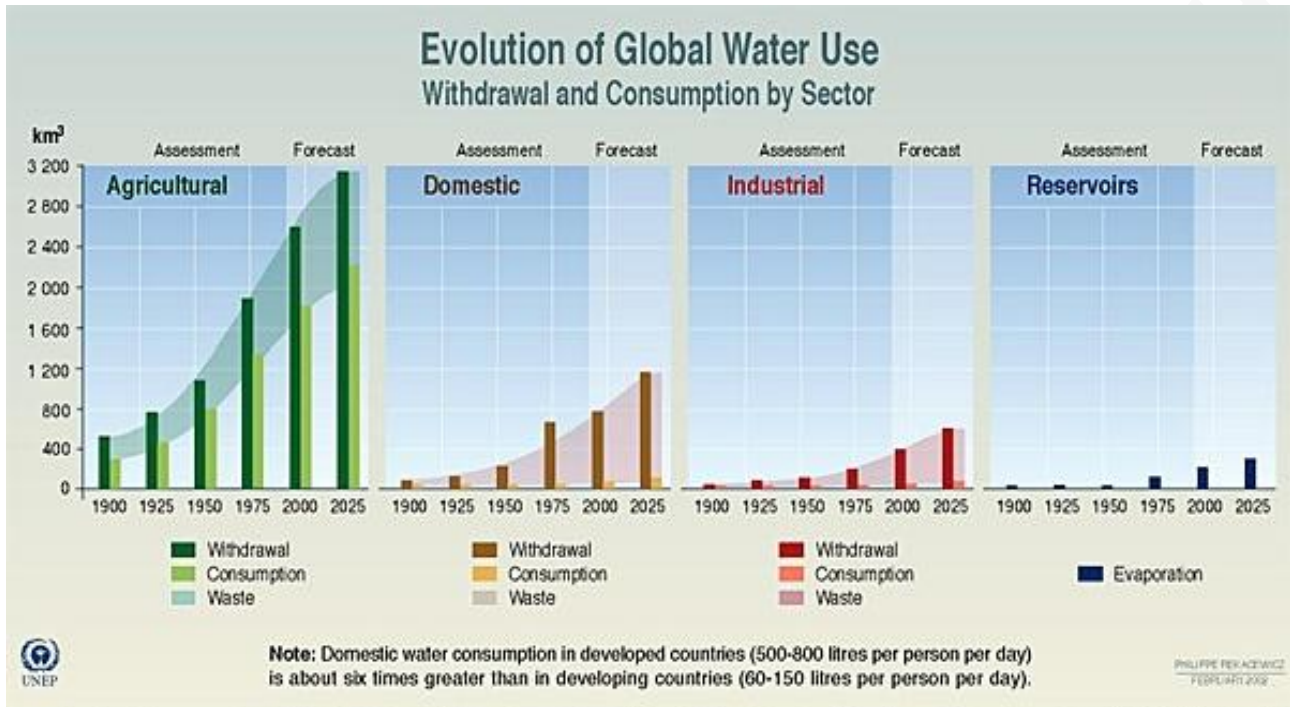 Evolution of Global Water Use
Withdrawal and Consumption by Sector
km³
Assessment Forecast Assessment Forecast Assessment Forecast Assessment Forecast
3 200
2 800
2 400
2 000
1 600
1 200
800
400
0
Agricultural Domestic Industrial Reservoirs
1900 1925 1950 1975 2000 2025 1900 1925 1950 1975 2000 2025 1900 1925 1950 1975 2000 2025 1900 1925 1950 1975 2000 2025
Withdrawal Withdrawal Withdrawal
Consumption Consumption Consumption Evaporation
Waste Waste Waste
Note: Domestic water consumption in developed countries (500-800 litres per person per day)
is about six times greater than in developing countries (60-150 litres per person per day).
UNEP
PHILIPPE REKACEWICZ
FEBRUARY 2002